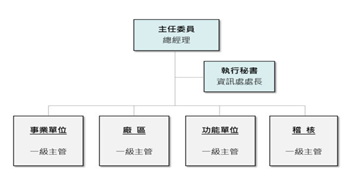 主任委員
總經理
執行秘書
資訊處處長
事業單位
一級主管
廠 區
一級主管
功能單位
一級主管
稽 核
一級主管